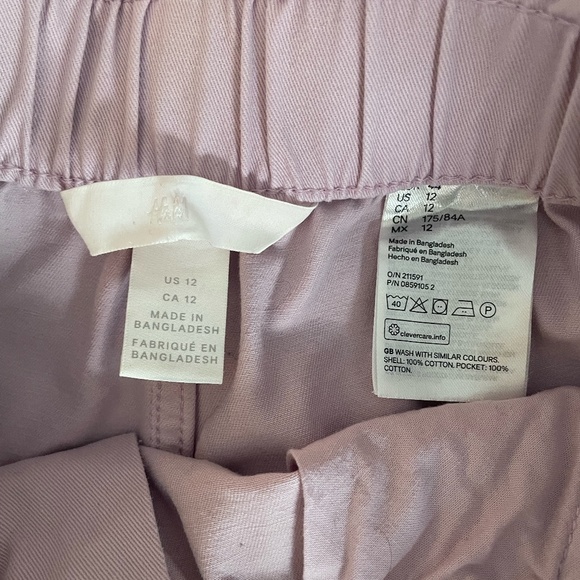 US 12
CA 12
MADE IN
BANGLADESH
FABRIQUÉ EN
BANGLADESH
US 12
CA 12
CN 175/84A
MX 12
Made in Bangladesh
Fabriqué en Bangladesh
Hecho en Bangladesh
O/N 211591
P/N 0859105 2
40
P
clevercare.info
GB WASH WITH SIMILAR COLOURS.
SHELL: 100% COTTON. POCKET: 100%
COTTON.